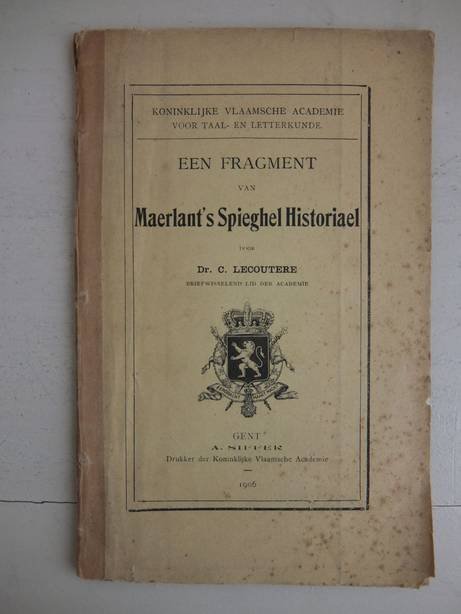 KONINKLIJKE VLAAMSCHE ACADEMIE
VOOR TAAL- EN LETTERKUNDE.
EEN FRAGMENT
VAN
Maerlant's Spieghel Historiael
DOOR
Dr. C. LECOUTERE
BRIEFWISSELEND LID DER ACADEMIE
GENT
A. SIFFER
Drukker der Koninklijke Vlaamsche Academie
1906